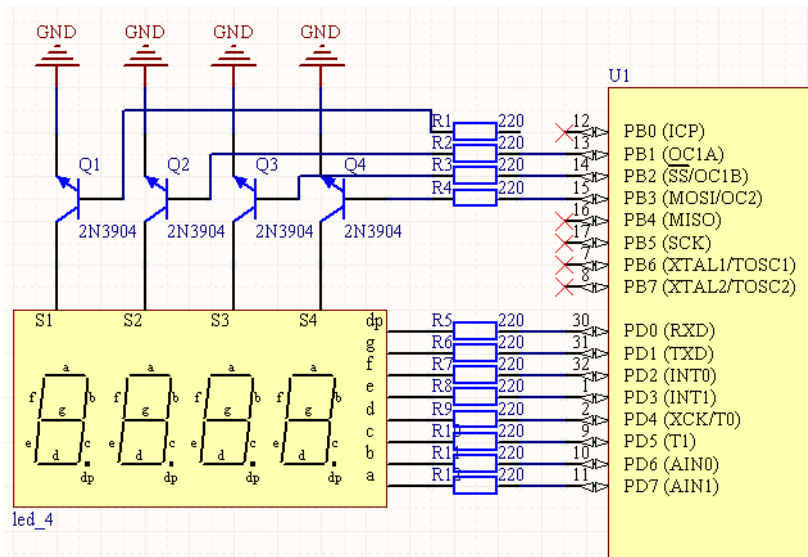 GND GND GND GND
U1
R1 220 12 PB0 (ICP)
R2 220 13 PB1 (OC1A)
Q1 Q2 Q3 Q4 R3 220 14 PB2 (SS/OC1B)
R4 220 15 PB3 (MOSI/OC2)
16 PB4 (MISO)
2N3904 2N3904 2N3904 2N3904 17 PB5 (SCK)
7 PB6 (XTAL1/TOSC1)
8 PB7 (XTAL2/TOSC2)
S1 S2 S3 S4 dp R5 220 30 PD0 (RXD)
g R6 220 31 PD1 (TXD)
f R7 220 32 PD2 (INT0)
e R8 220 1 PD3 (INT1)
d R9 220 2 PD4 (XCK/T0)
c R10 220 9 PD5 (T1)
b R11 220 10 PD6 (AIN0)
a R12 220 11 PD7 (AIN1)
a a a a
f b f b f b f b
g g g g
e c e c e c e c
d d d d
dp dp dp dp
led_4